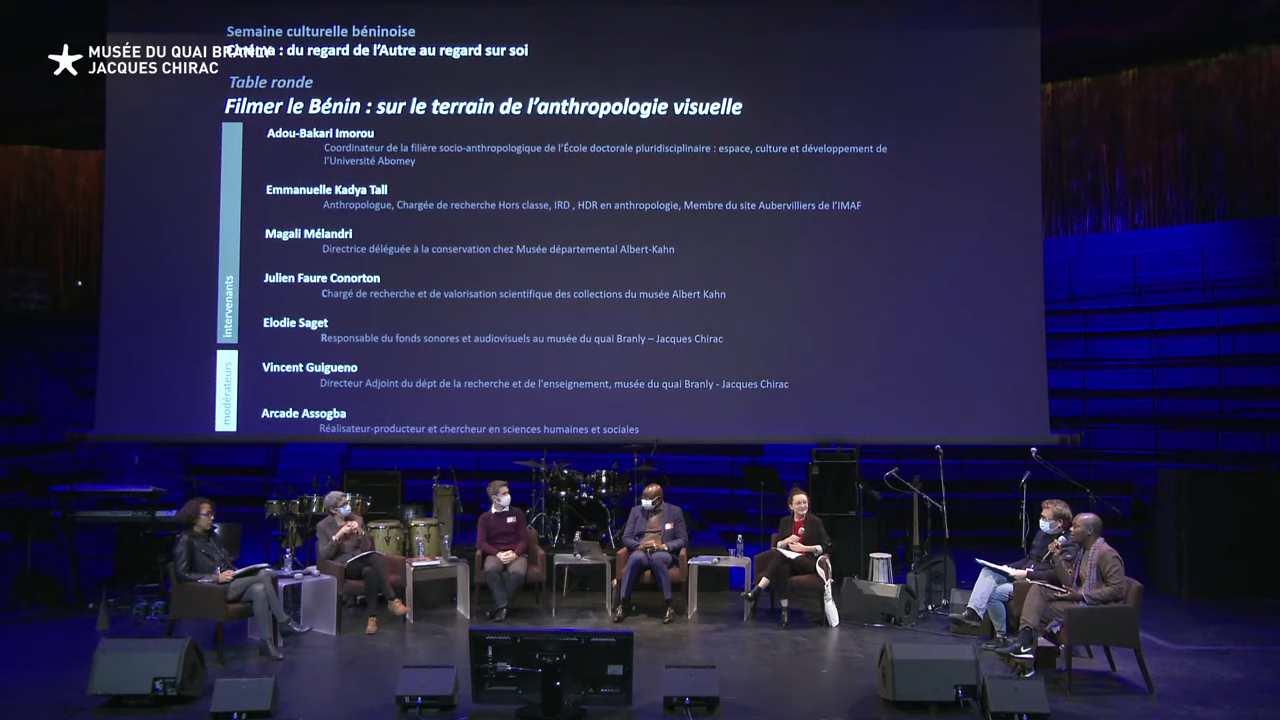 Semaine culturelle béninoise
MUSÉE DU QUAI BRANLY
JACQUES CHIRAC
Cinéma : du regard de l'Autre au regard sur soi
Table ronde
Filmer le Bénin : sur le terrain de l'anthropologie visuelle
intervenants
Adou-Bakari Imorou
Coordinateur de la filière socio-anthropologique de l'École doctorale pluridisciplinaire : espace, culture et développement de
l'Université Abomey
Emmanuelle Kadya Tall
Anthropologue, Chargée de recherche Hors classe, IRD , HDR en anthropologie, Membre du site Aubervilliers de l'IMAF
Magali Mélandri
Directrice déléguée à la conservation chez Musée départemental Albert-Kahn
Julien Faure Conorton
Chargé de recherche et de valorisation scientifique des collections du musée Albert Kahn
Elodie Saget
Responsable du fonds sonores et audiovisuels au musée du quai Branly – Jacques Chirac
modérateurs
Vincent Guigueno
Directeur Adjoint du dépt de la recherche et de l'enseignement, musée du quai Branly - Jacques Chirac
Arcade Assogba
Réalisateur-producteur et chercheur en sciences humaines et sociales